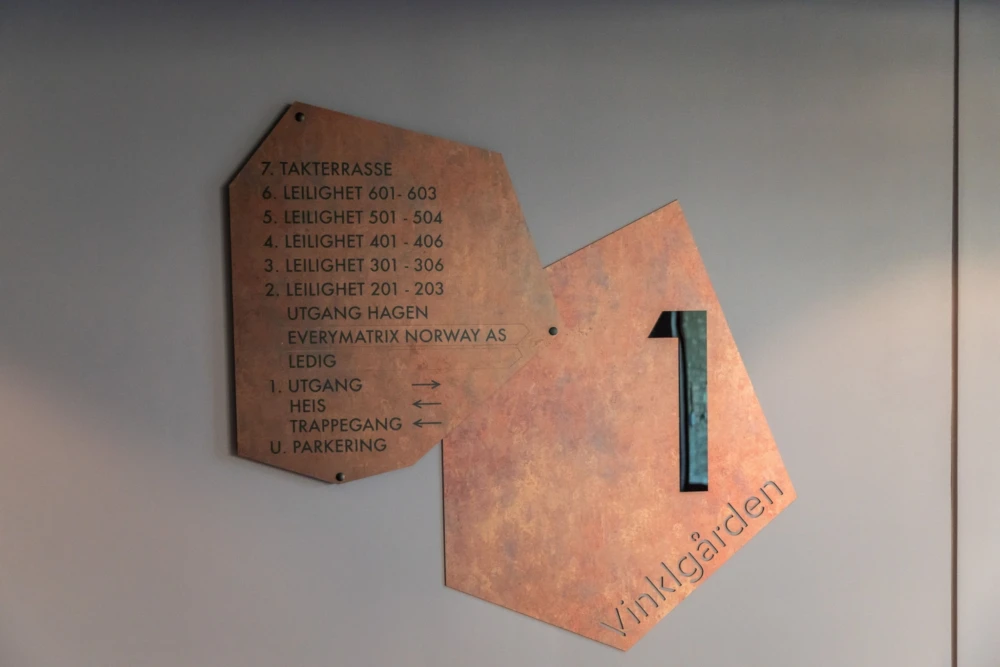 7. TAKTERRASSE
6. LEILIGHET 601- 603
5. LEILIGHET 501 - 504
4. LEILIGHET 401 - 406
3. LEILIGHET 301 - 306
2. LEILIGHET 201 - 203
UTGANG HAGEN
EVERYMATRIX NORWAY AS
LEDIG
1. UTGANG →
HEIS ←
TRAPPEGANG ←
U. PARKERING
1
Vinklgården